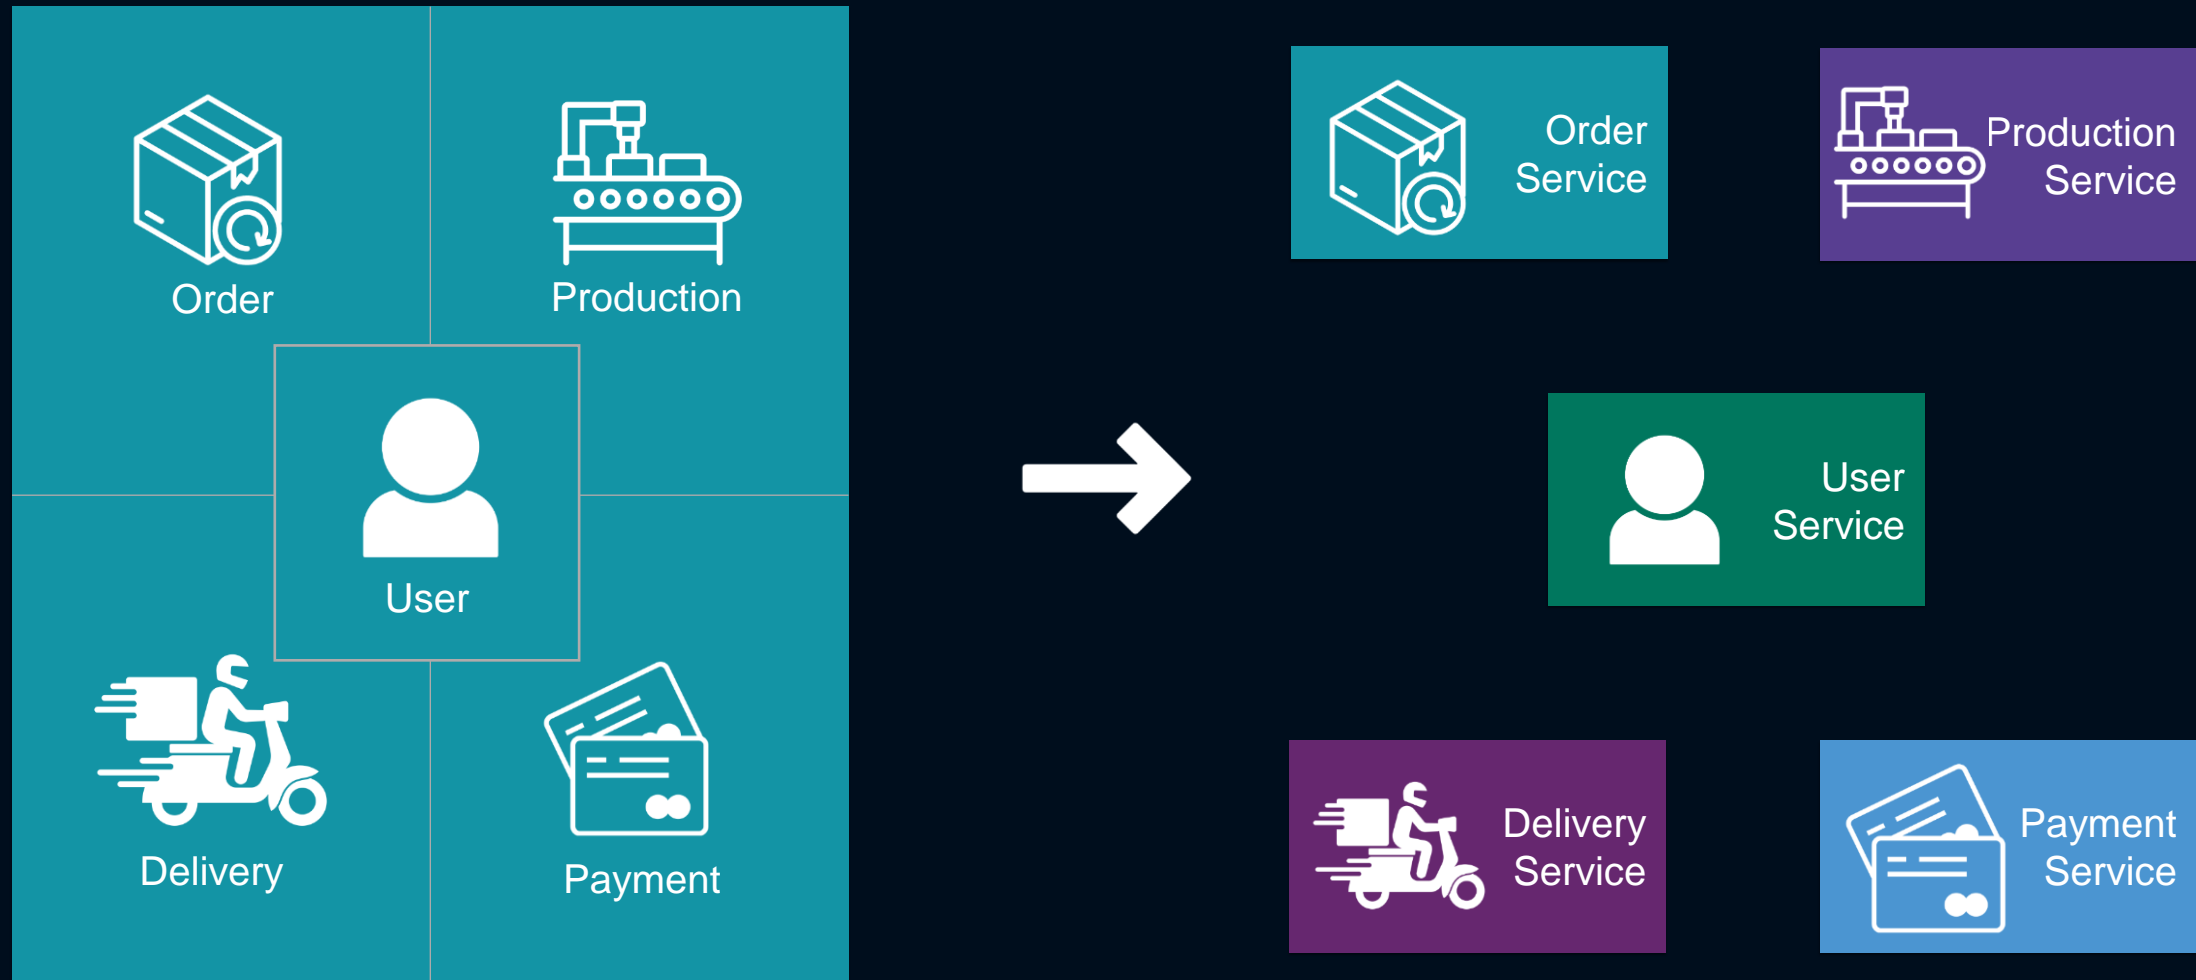 Order
Production
User
Delivery
Payment
Order
Service
Production
Service
User
Service
Delivery
Service
Payment
Service